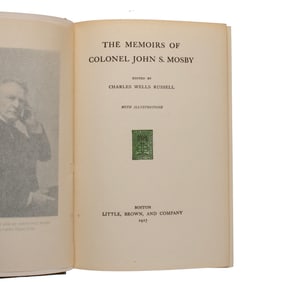 THE MEMOIRS OF
COLONEL JOHN S. MOSBY
EDITED BY
CHARLES WELLS RUSSELL
WITH ILLUSTRATIONS
BOSTON
LITTLE, BROWN, AND COMPANY
1917